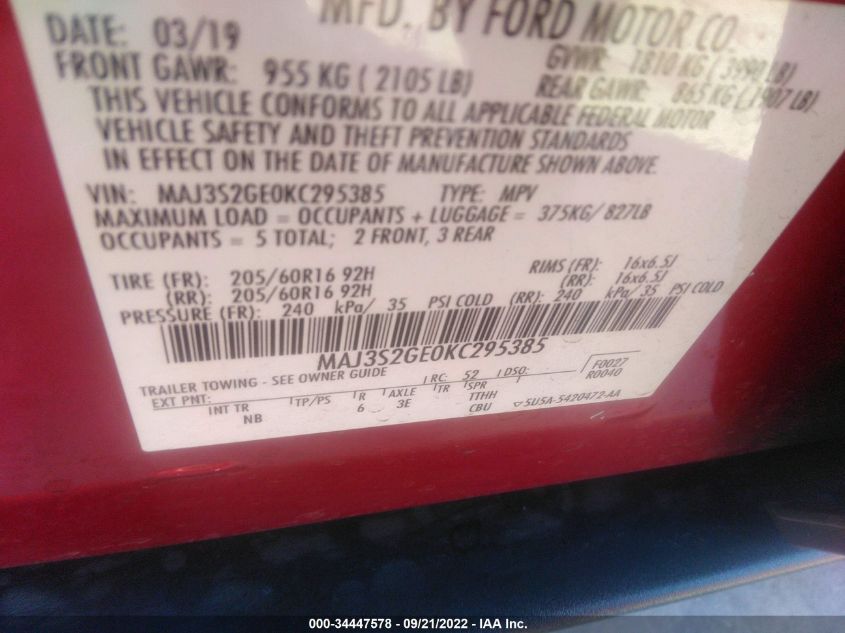 MFD. BY FORD MOTOR CO.
DATE: 03/19 GVWR: 1810 KG (3990 LB)
FRONT GAWR: 955 KG (2105 LB) REAR GAWR: 865 KG (1907 LB)
THIS VEHICLE CONFORMS TO ALL APPLICABLE FEDERAL MOTOR
VEHICLE SAFETY AND THEFT PREVENTION STANDARDS
IN EFFECT ON THE DATE OF MANUFACTURE SHOWN ABOVE.
VIN: MAJ3S2GE0KC295385 TYPE: MPV
MAXIMUM LOAD = OCCUPANTS + LUGGAGE = 375KG/827LB
OCCUPANTS = 5 TOTAL; 2 FRONT, 3 REAR
TIRE (FR): 205/60R16 92H RIMS (FR): 16x6.5J
(RR): 205/60R16 92H (RR): 16x6.5J
PRESSURE (FR): 240 kPa/ 35 PSI COLD (RR): 240 kPa/ 35 PSI COLD
MAJ3S2GE0KC295385
TRAILER TOWING - SEE OWNER GUIDE F0027
EXT PNT: RC: 52 DSO: R0040
INT TR TP/PS R AXLE TR SPR
NB 6 3E TTHH
CBU 5U5A-5420472-AA
000-34447578 - 09/21/2022 - IAA Inc.